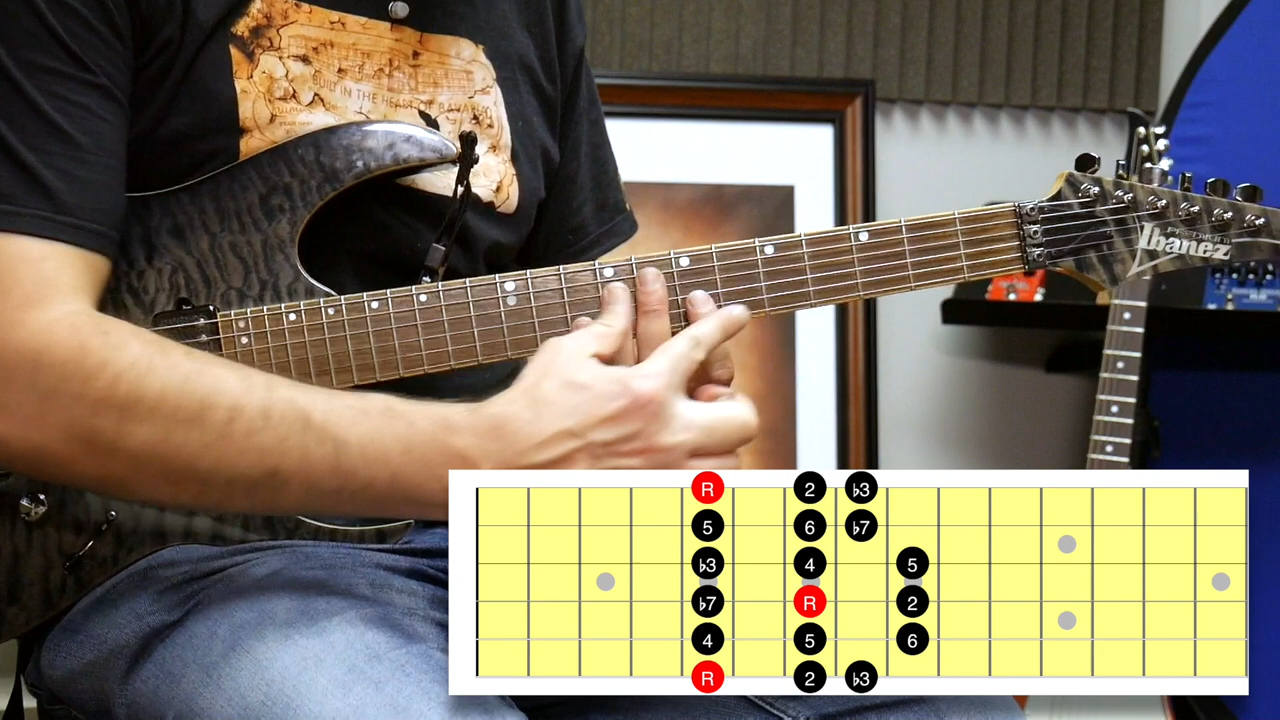 BUILT IN THE HEART OF BAVARIA
PREMIUM
Ibanez
R 2 ♭3
5 6 ♭7
♭3 4 5
♭7 R 2
4 5 6
R 2 ♭3